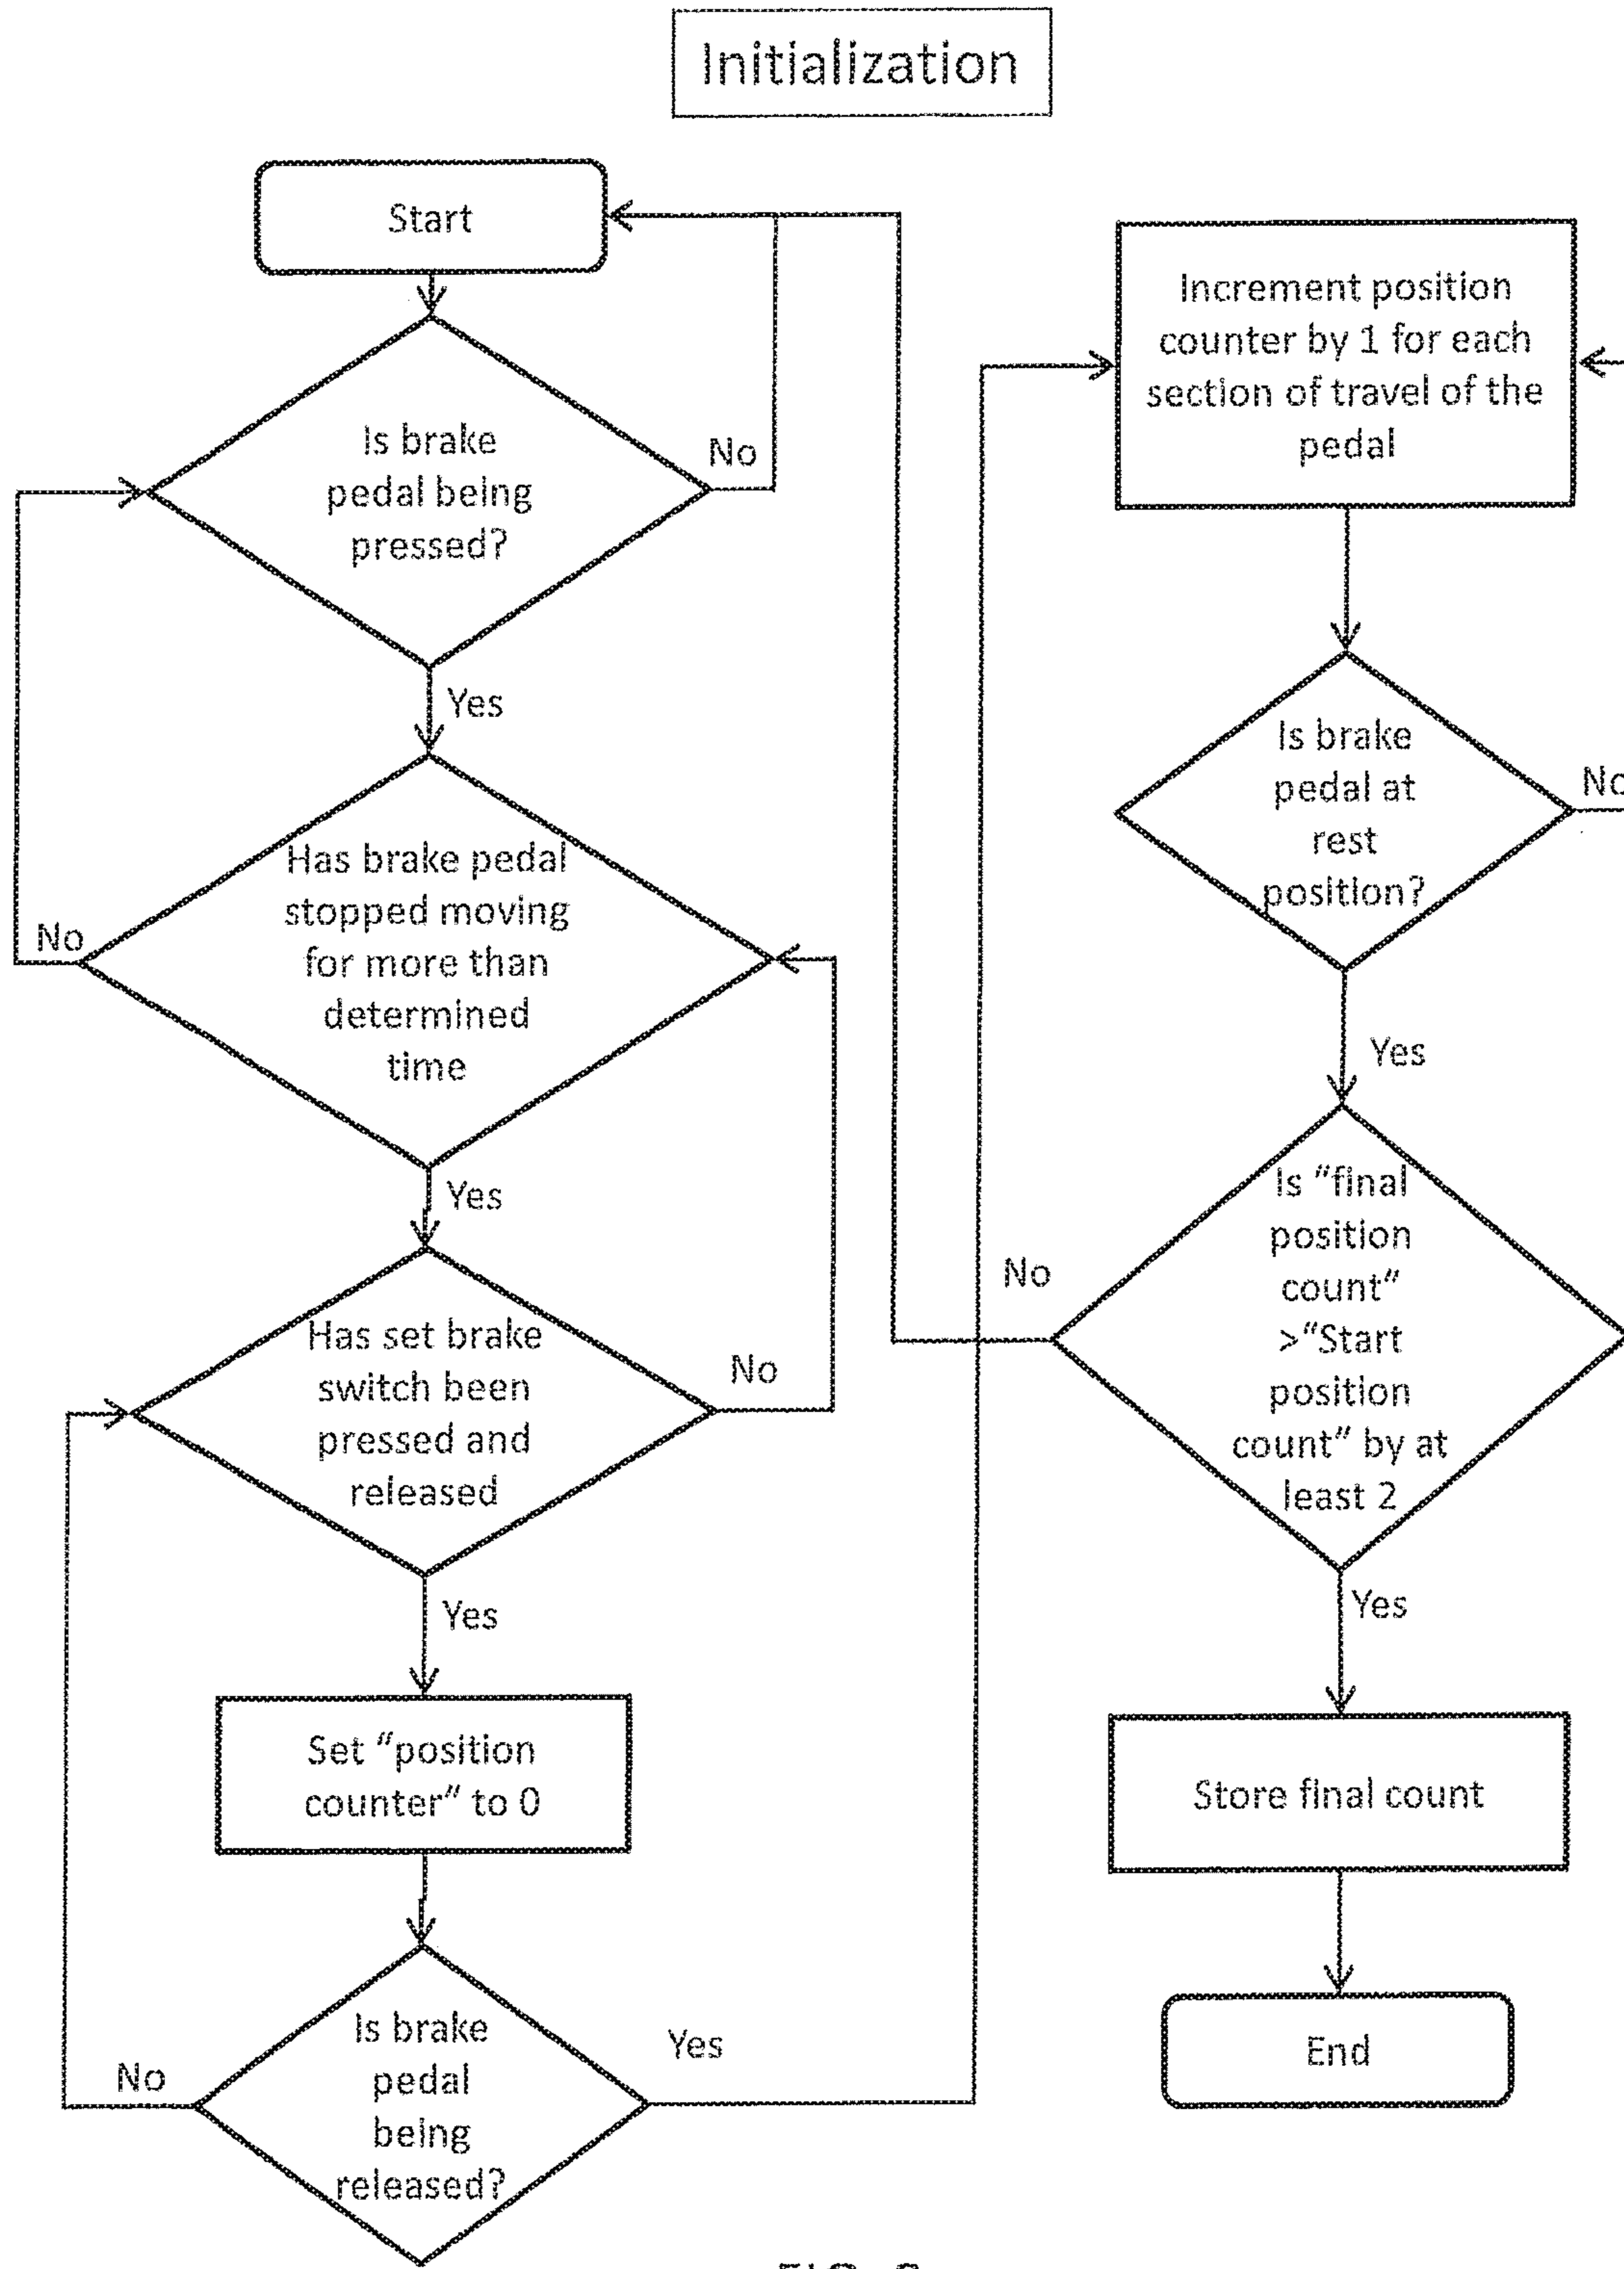 Initialization
Start
Is brake
pedal being
pressed?
No
Yes
Has brake pedal
stopped moving
for more than
determined
time
No
Yes
Has set brake
switch been
pressed and
released
No
Yes
Set “position
counter” to 0
Is brake
pedal
being
released?
No
Yes
Increment position
counter by 1 for each
section of travel of the
pedal
Is brake
pedal at
rest
position?
No
Yes
Is “final
position
count”
>“Start
position
count” by at
least 2
No
Yes
Store final count
End